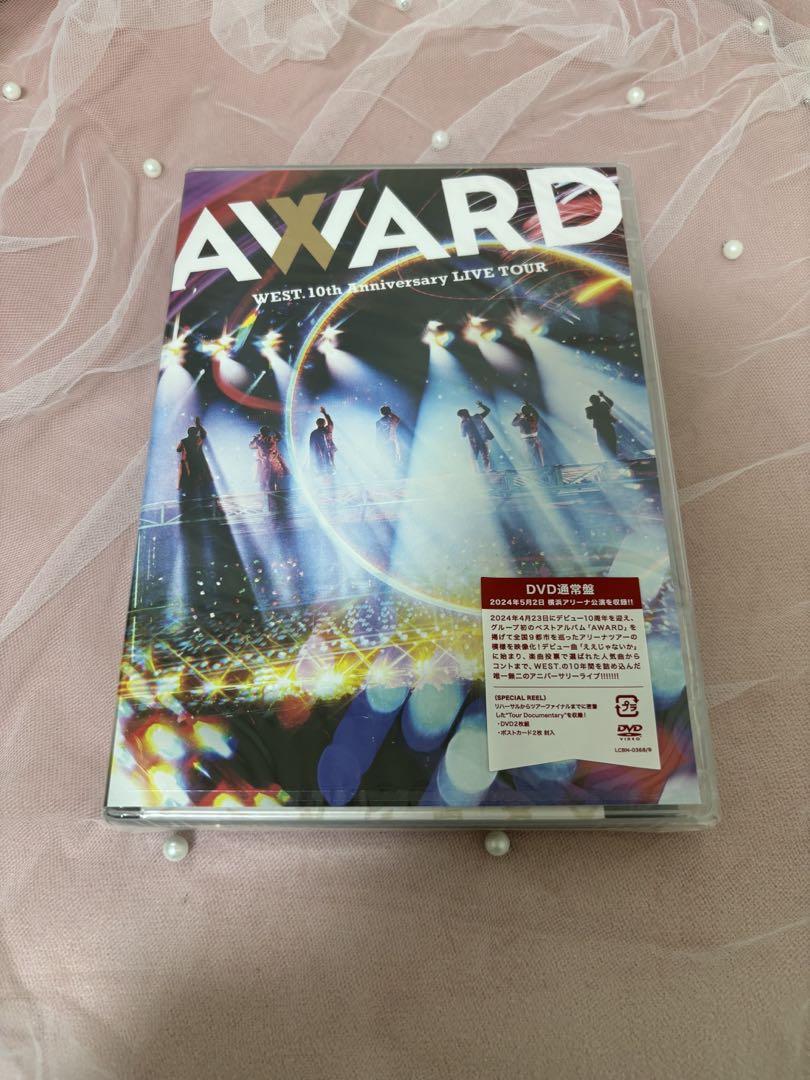 AWARD
WEST. 10th Anniversary LIVE TOUR
DVD通常盤
2024年5月2日 横浜アリーナ公演を収録!!
2024年4月23日にデビュー10周年を迎え、
グループ初のベストアルバム「AWARD」を
掲げて全国9都市を巡ったアリーナツアーの
模様を映像化!デビュー曲「ええじゃないか」
に始まり、楽曲投票で選ばれた人気曲から
コントまで、WEST.の10年間を詰め込んだ
唯一無二のアニバーサリーライブ!!!!!!!
〈SPECIAL REEL〉
リハーサルからツアーファイナルまでに密着
した"Tour Documentary"を収録!
・DVD2枚組
・ポストカード2枚 封入
プラ
DVD
VIDEO
LCBN-0368/9